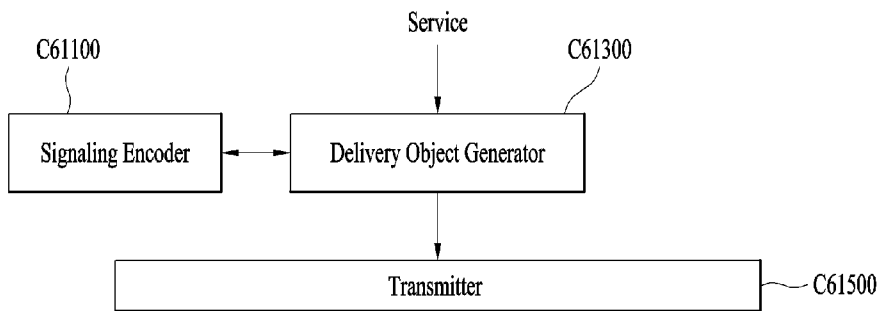 Service
C61100
C61300
Signaling Encoder
Delivery Object Generator
Transmitter
C61500